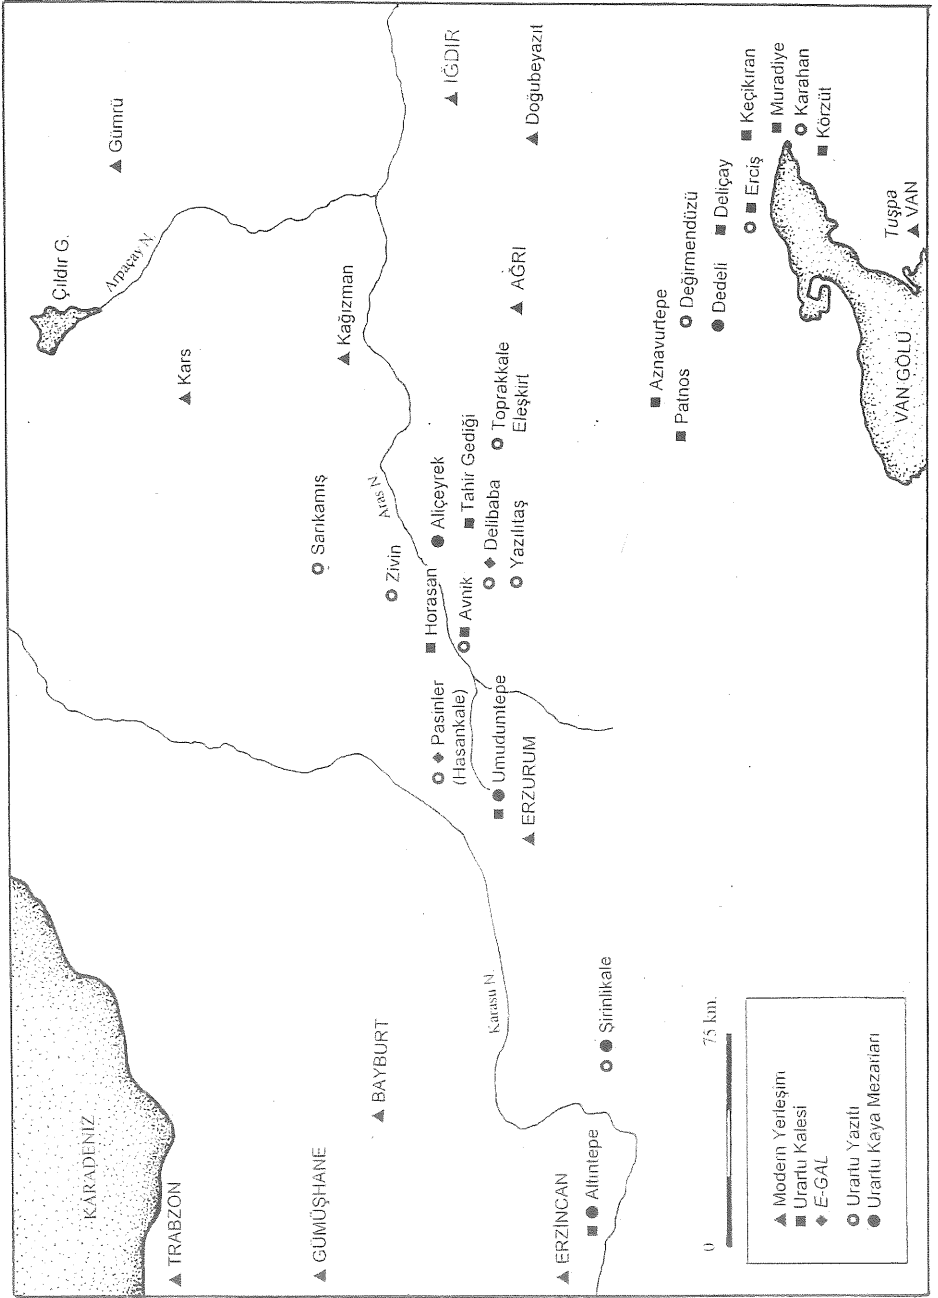 KARADENİZ
TRABZON
GÜMÜŞHANE
BAYBURT
ERZİNCAN
Altıntepe
Şirinlikale
Karasu N.
ERZURUM
Umudumtepe
Pasinler
(Hasankale)
Horasan
Avnik
Zivin
Sarıkamış
Aras N.
Aliçeyrek
Tahir Gediği
Delibaba
Yazılıtaş
Toprakkale
Eleşkirt
Kars
Kağızman
AĞRI
Çıldır G.
Arpaçay N.
Gümrü
IĞDIR
Doğubeyazıt
Aznavurtepe
Patnos
Değirmendüzü
Dedeli
Deliçay
Erciş
Keçikıran
Muradiye
Karahan
Körzüt
Tuşpa
VAN
VAN GÖLÜ
0 75 km.
Modern Yerleşim
Urartu Kalesi
E-GAL
Urartu Yazıtı
Urartu Kaya Mezarları